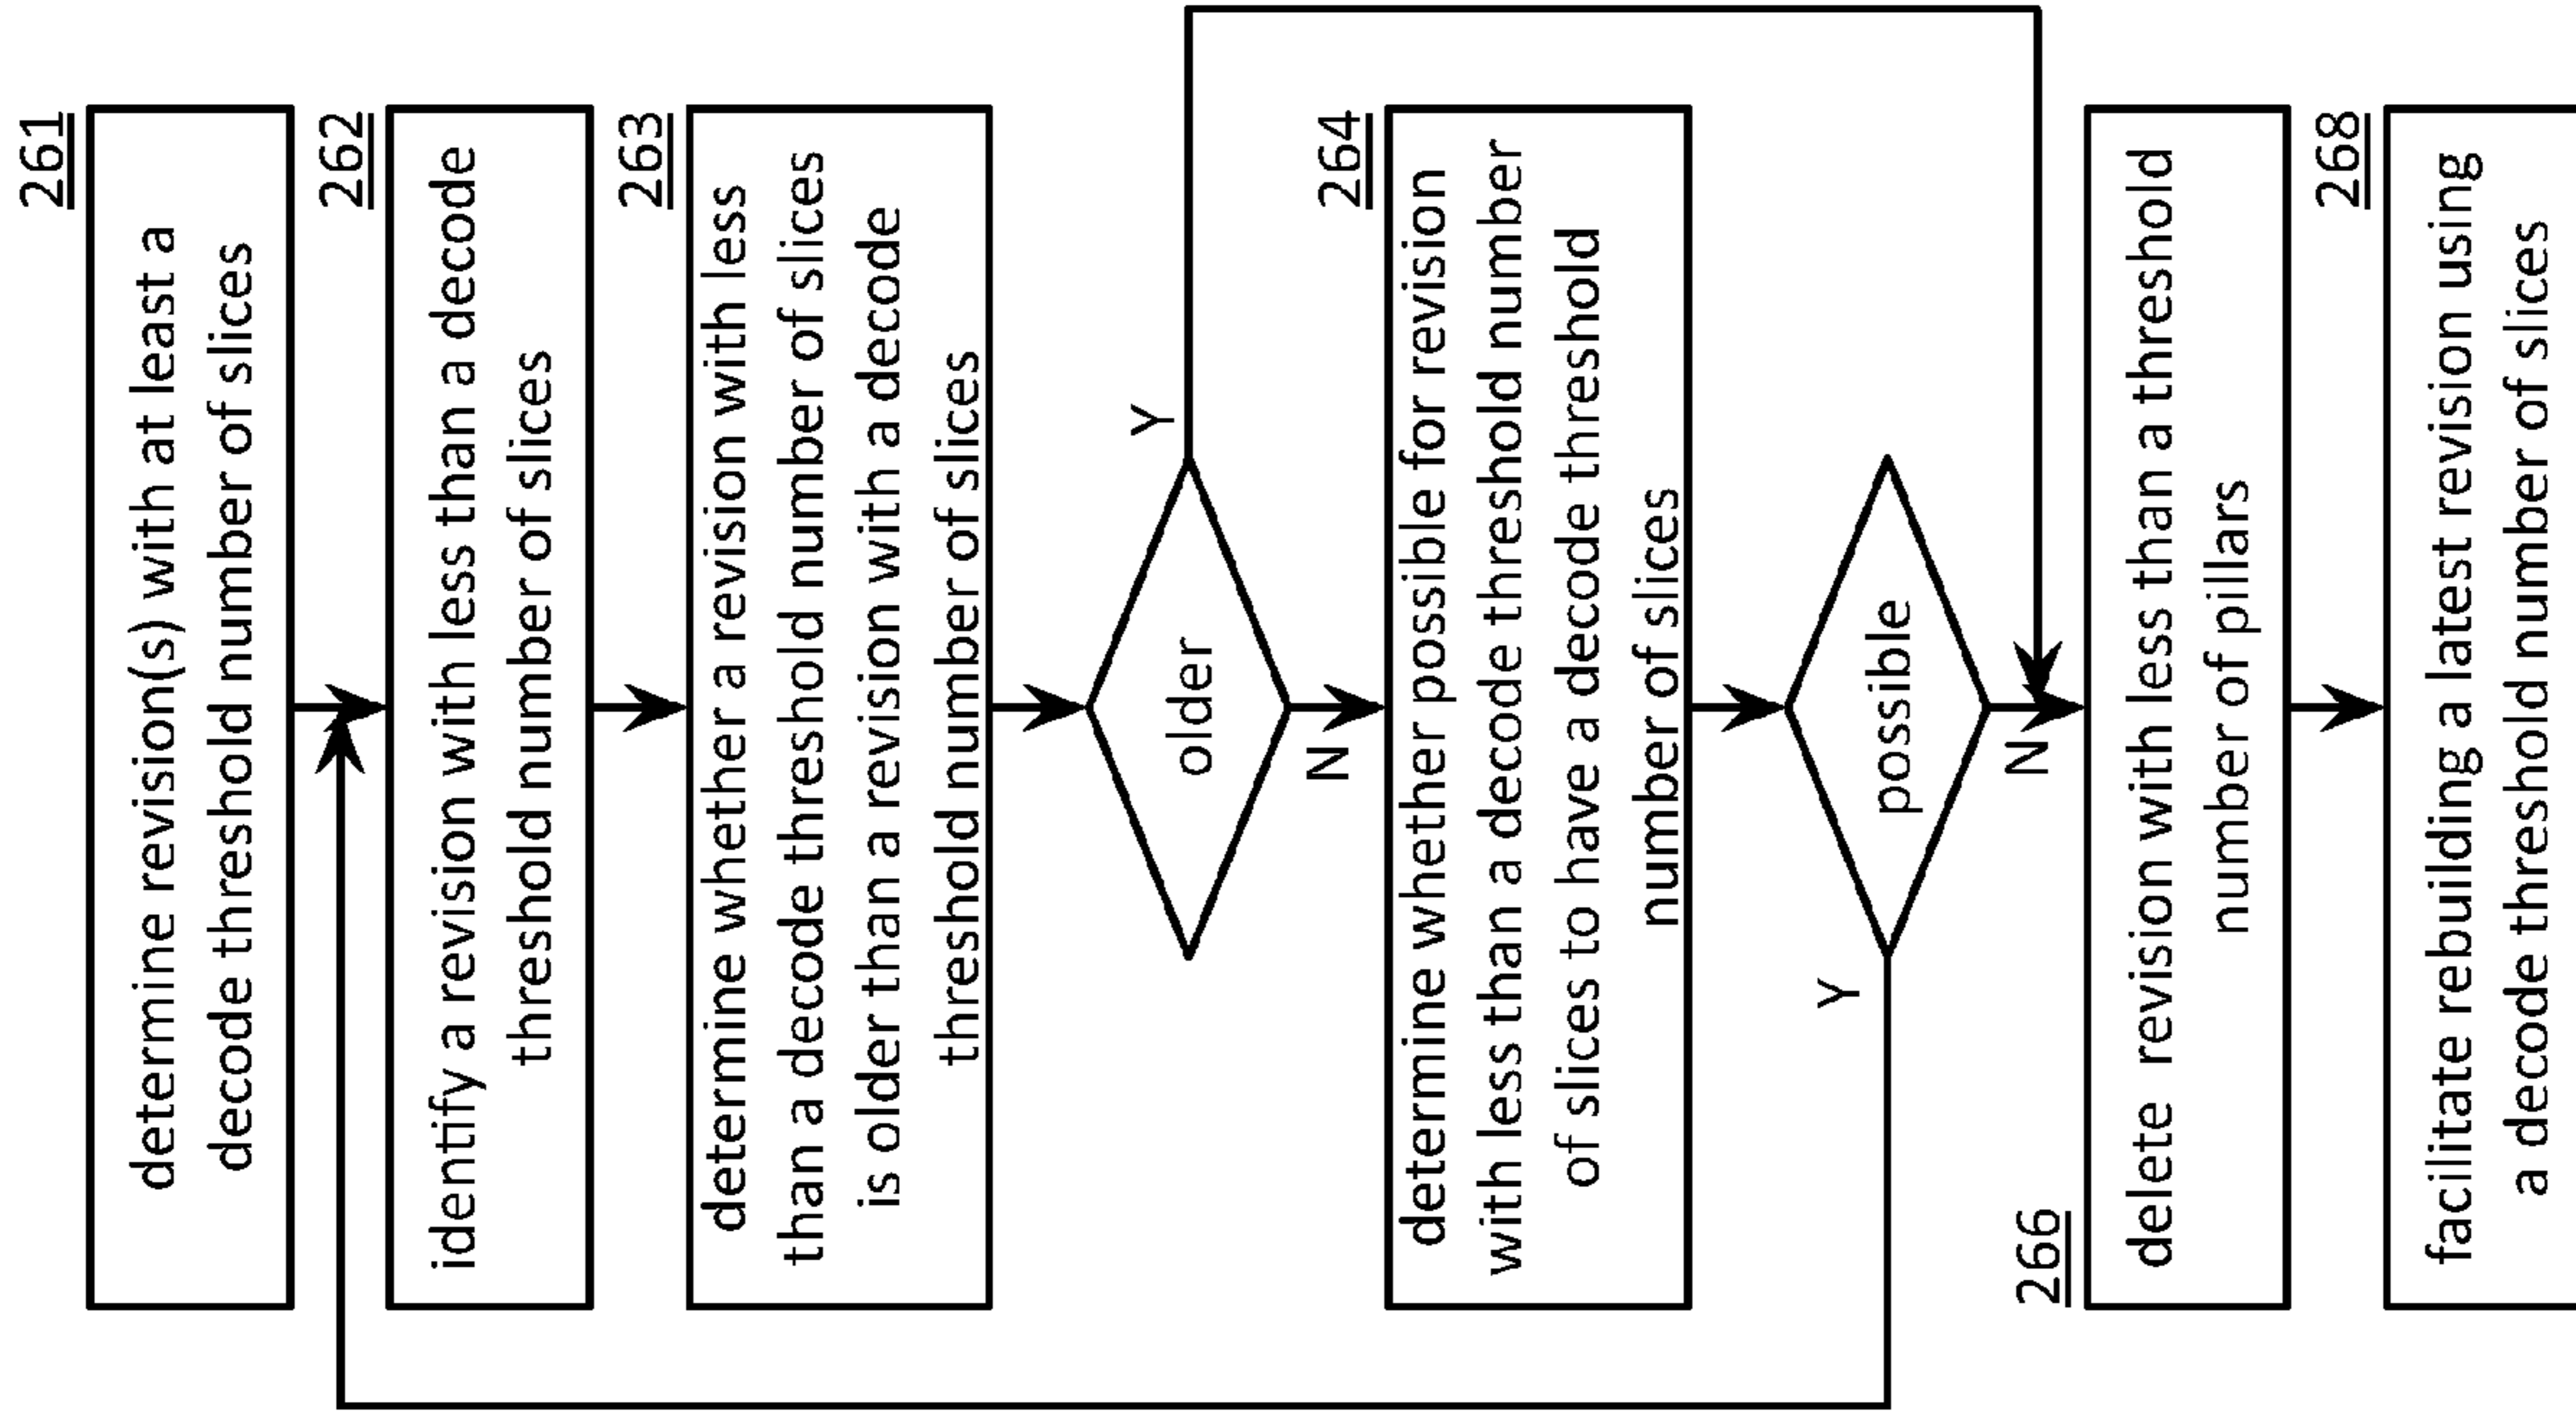 261
determine revision(s) with at least a
decode threshold number of slices
262
identify a revision with less than a decode
threshold number of slices
263
determine whether a revision with less
than a decode threshold number of slices
is older than a revision with a decode
threshold number of slices
older
Y
N
264
determine whether possible for revision
with less than a decode threshold number
of slices to have a decode threshold
number of slices
possible
Y
N
266
delete revision with less than a threshold
number of pillars
268
facilitate rebuilding a latest revision using
a decode threshold number of slices